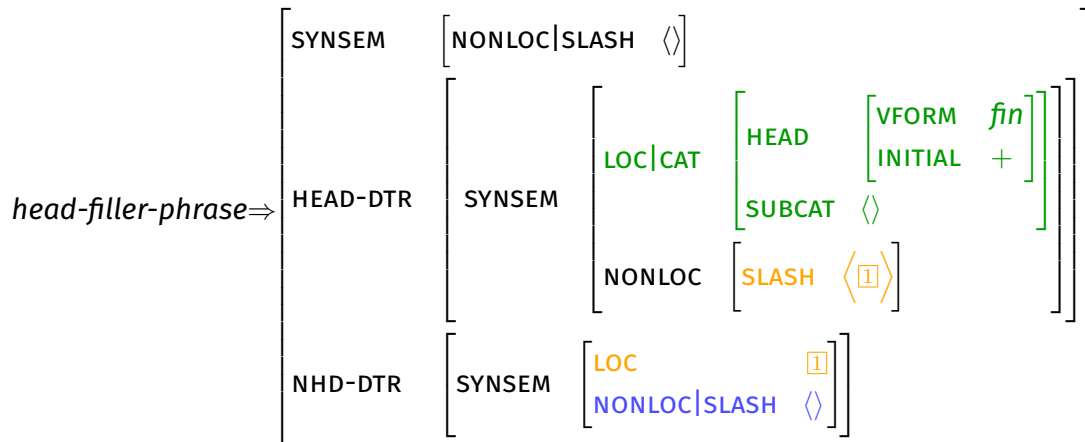 SYNSEM [NONLOC|SLASH ⟨⟩]
HEAD [VFORM fin
INITIAL +]
LOC|CAT
SUBCAT ⟨⟩
head-filler-phrase⇒ HEAD-DTR [SYNSEM
NONLOC [SLASH ⟨1⟩]
NHD-DTR [SYNSEM [LOC 1
NONLOC|SLASH ⟨⟩]]